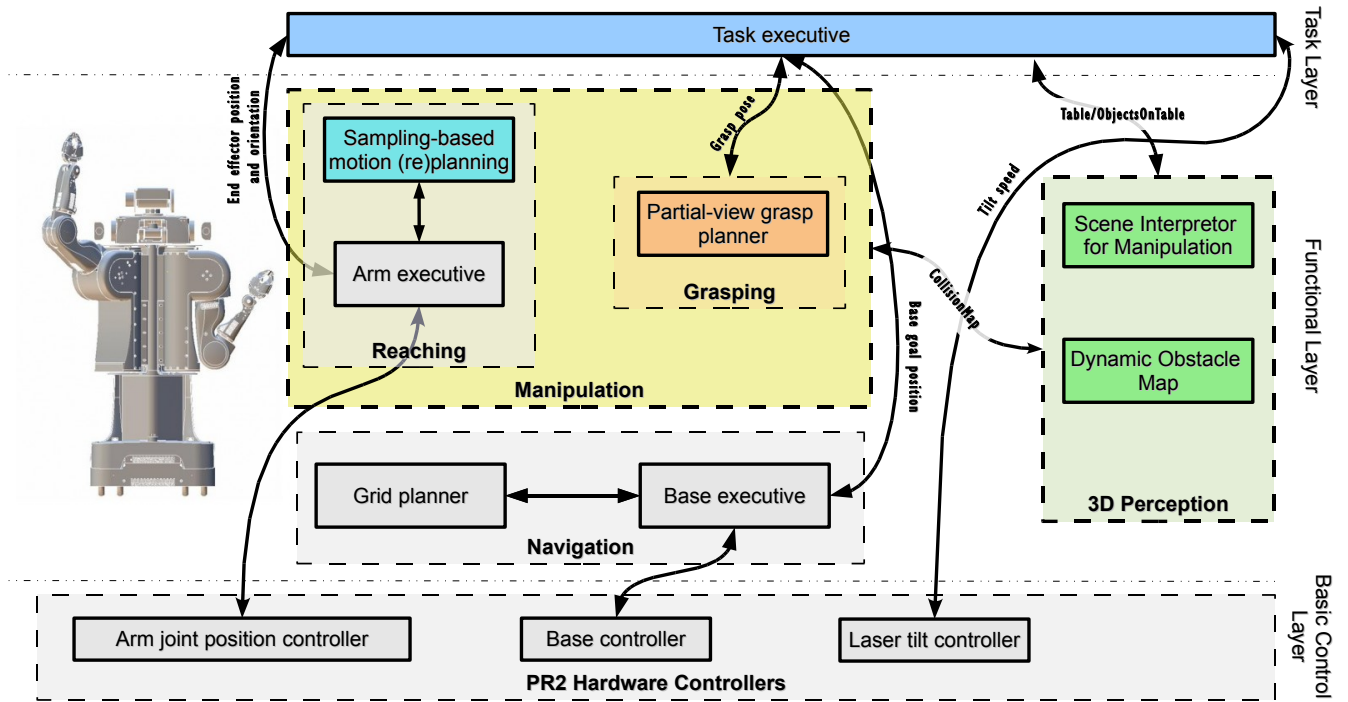 Task executive
Task Layer
End effector position
and orientation
Grasp pose
Table/ObjectsOnTable
Tilt speed
Sampling-based
motion (re)planning
Arm executive
Reaching
Partial-view grasp
planner
Grasping
Manipulation
CollisionMap
Base goal position
Scene Interpretor
for Manipulation
Dynamic Obstacle
Map
3D Perception
Functional Layer
Grid planner
Base executive
Navigation
Arm joint position controller
Base controller
Laser tilt controller
PR2 Hardware Controllers
Basic Control
Layer